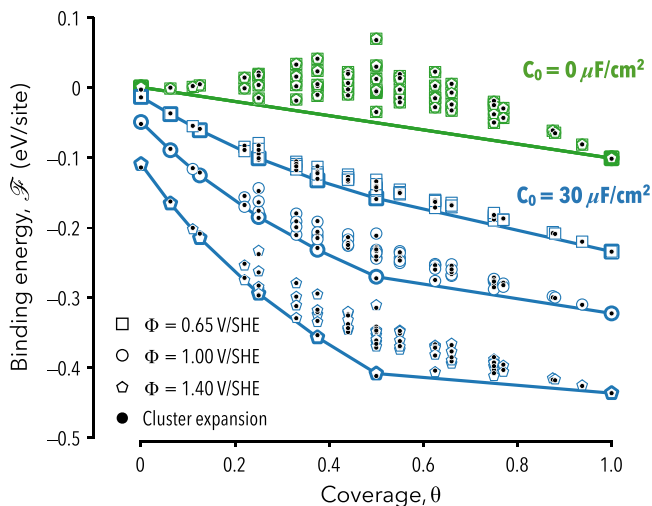 0.1
0
−0.1
−0.2
−0.3
−0.4
−0.5
Binding energy, ℱ (eV/site)
C₀ = 0 μF/cm²
C₀ = 30 μF/cm²
Φ = 0.65 V/SHE
Φ = 1.00 V/SHE
Φ = 1.40 V/SHE
Cluster expansion
0 0.2 0.4 0.6 0.8 1.0
Coverage, θ